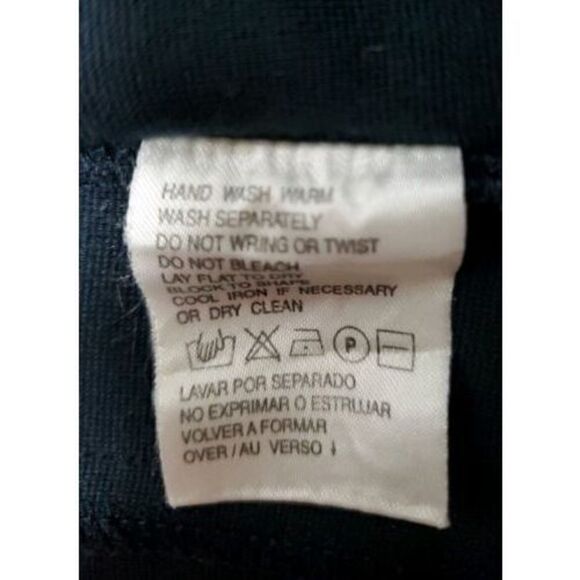 HAND WASH WARM
WASH SEPARATELY
DO NOT WRING OR TWIST
DO NOT BLEACH
LAY FLAT TO DRY
BLOCK TO SHAPE
COOL IRON IF NECESSARY
OR DRY CLEAN
P
LAVAR POR SEPARADO
NO EXPRIMAR O ESTRUJAR
VOLVER A FORMAR
OVER / AU VERSO ↓